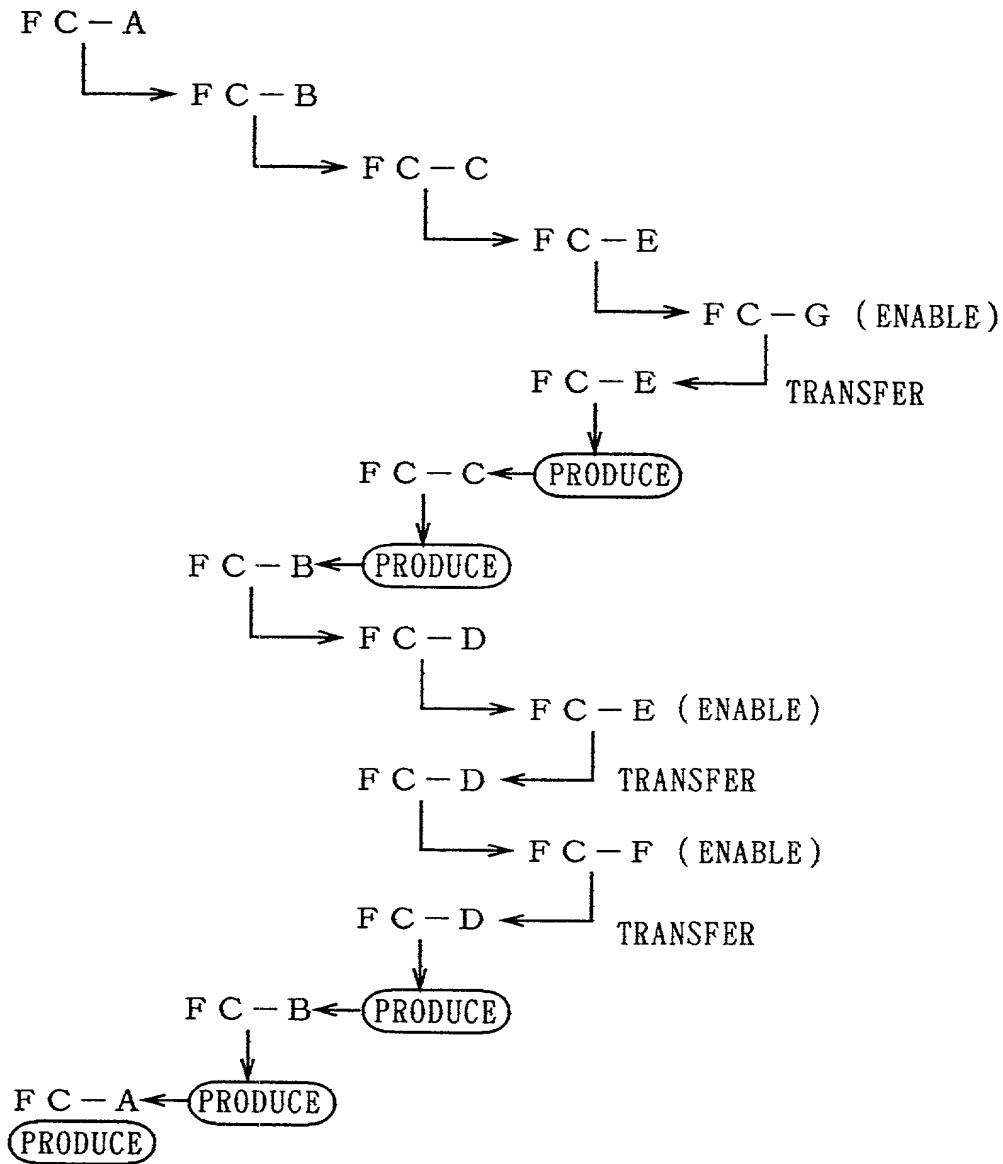 FC-A
FC-B
FC-C
FC-E
FC-G (ENABLE)
FC-E TRANSFER
FC-C PRODUCE
FC-B PRODUCE
FC-D
FC-E (ENABLE)
FC-D TRANSFER
FC-F (ENABLE)
FC-D TRANSFER
FC-B PRODUCE
FC-A PRODUCE
PRODUCE